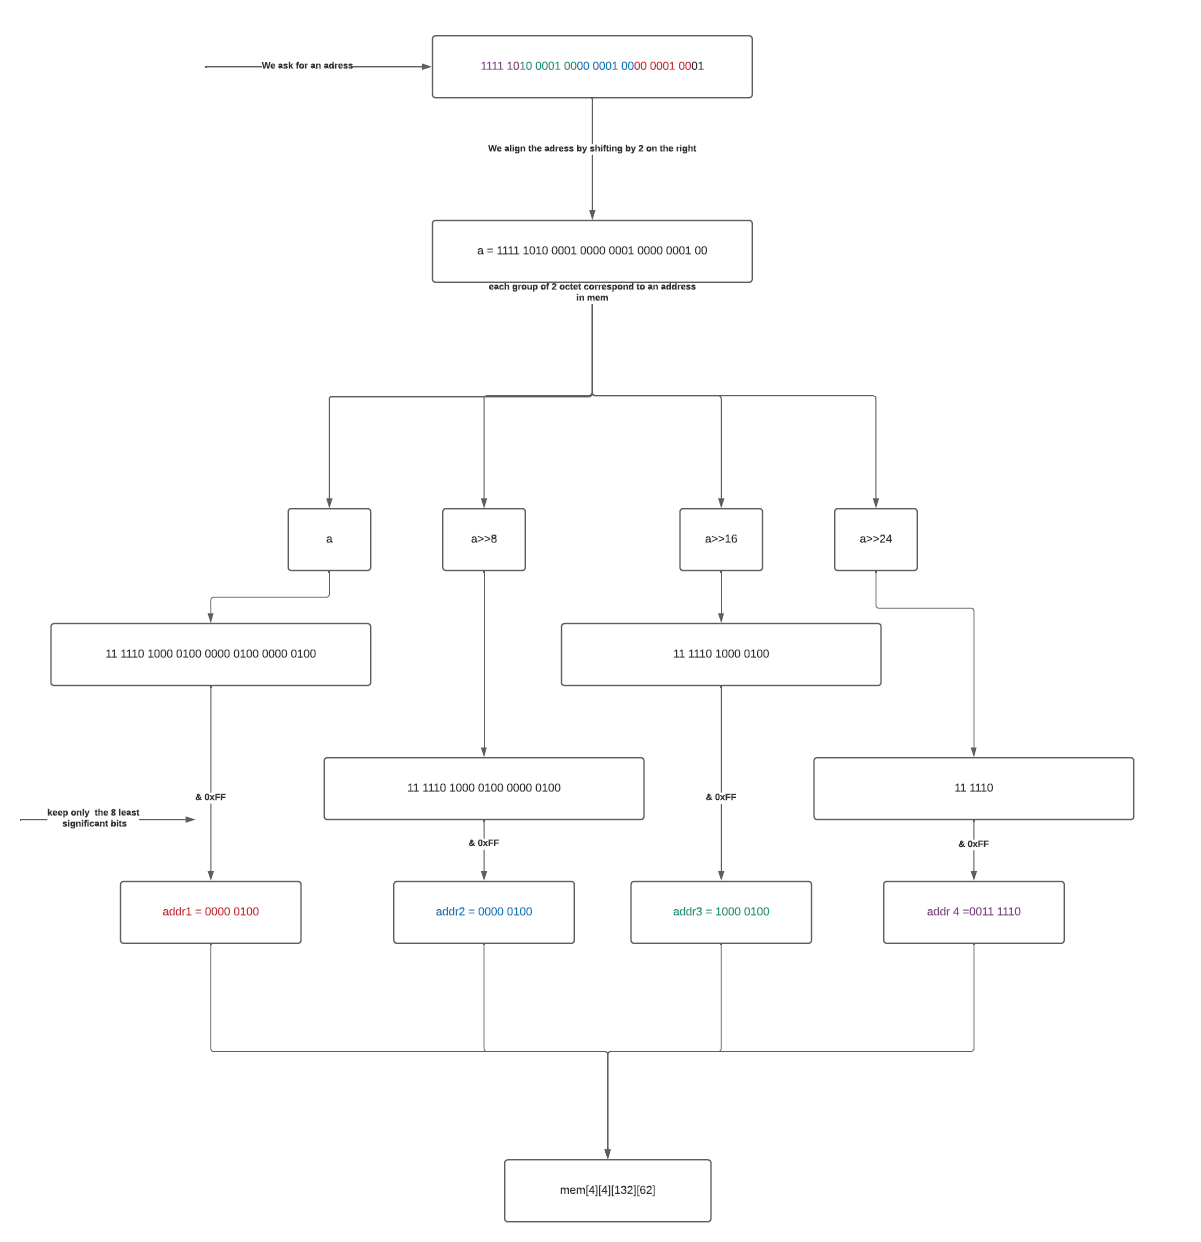 We ask for an adress
1111 1010 0001 0000 0001 0000 0001 0001
We align the adress by shifting by 2 on the right
a = 1111 1010 0001 0000 0001 0000 0001 00
each group of 2 octet correspond to an address
in mem
a
a>>8
a>>16
a>>24
11 1110 1000 0100 0000 0100 0000 0100
11 1110 1000 0100
11 1110 1000 0100 0000 0100
11 1110
& 0xFF
& 0xFF
keep only the 8 least
significant bits
& 0xFF
& 0xFF
addr1 = 0000 0100
addr2 = 0000 0100
addr3 = 1000 0100
addr 4 =0011 1110
mem[4][4][132][62]